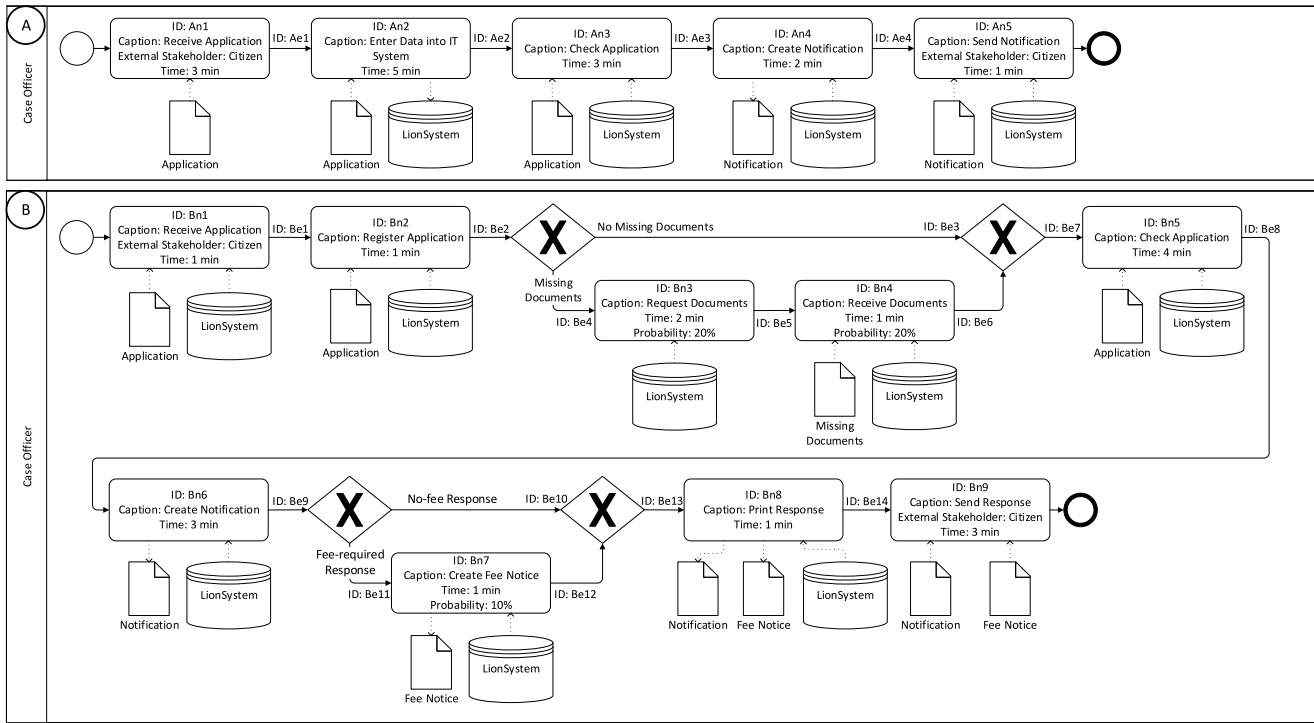 A
Case Officer
ID: An1
Caption: Receive Application
External Stakeholder: Citizen
Time: 3 min
ID: Ae1
ID: An2
Caption: Enter Data into IT
System
Time: 5 min
ID: Ae2
ID: An3
Caption: Check Application
Time: 3 min
ID: Ae3
ID: An4
Caption: Create Notification
Time: 2 min
ID: Ae4
ID: An5
Caption: Send Notification
External Stakeholder: Citizen
Time: 1 min
Application
Application
LionSystem
Application
LionSystem
Notification
LionSystem
Notification
LionSystem
B
Case Officer
ID: Bn1
Caption: Receive Application
External Stakeholder: Citizen
Time: 1 min
ID: Be1
ID: Bn2
Caption: Register Application
Time: 1 min
ID: Be2
X
No Missing Documents
ID: Be3
X
ID: Be7
ID: Bn5
Caption: Check Application
Time: 4 min
ID: Be8
Missing
Documents
ID: Be4
ID: Bn3
Caption: Request Documents
Time: 2 min
Probability: 20%
ID: Be5
ID: Bn4
Caption: Receive Documents
Time: 1 min
Probability: 20%
ID: Be6
Application
LionSystem
Application
LionSystem
LionSystem
Missing
Documents
LionSystem
Application
LionSystem
ID: Bn6
Caption: Create Notification
Time: 3 min
ID: Be9
X
No-fee Response
ID: Be10
X
ID: Be13
ID: Bn8
Caption: Print Response
Time: 1 min
ID: Be14
ID: Bn9
Caption: Send Response
External Stakeholder: Citizen
Time: 3 min
Fee-required
Response
ID: Be11
ID: Bn7
Caption: Create Fee Notice
Time: 1 min
Probability: 10%
ID: Be12
Notification
LionSystem
Fee Notice
LionSystem
Notification
Fee Notice
LionSystem
Notification
Fee Notice